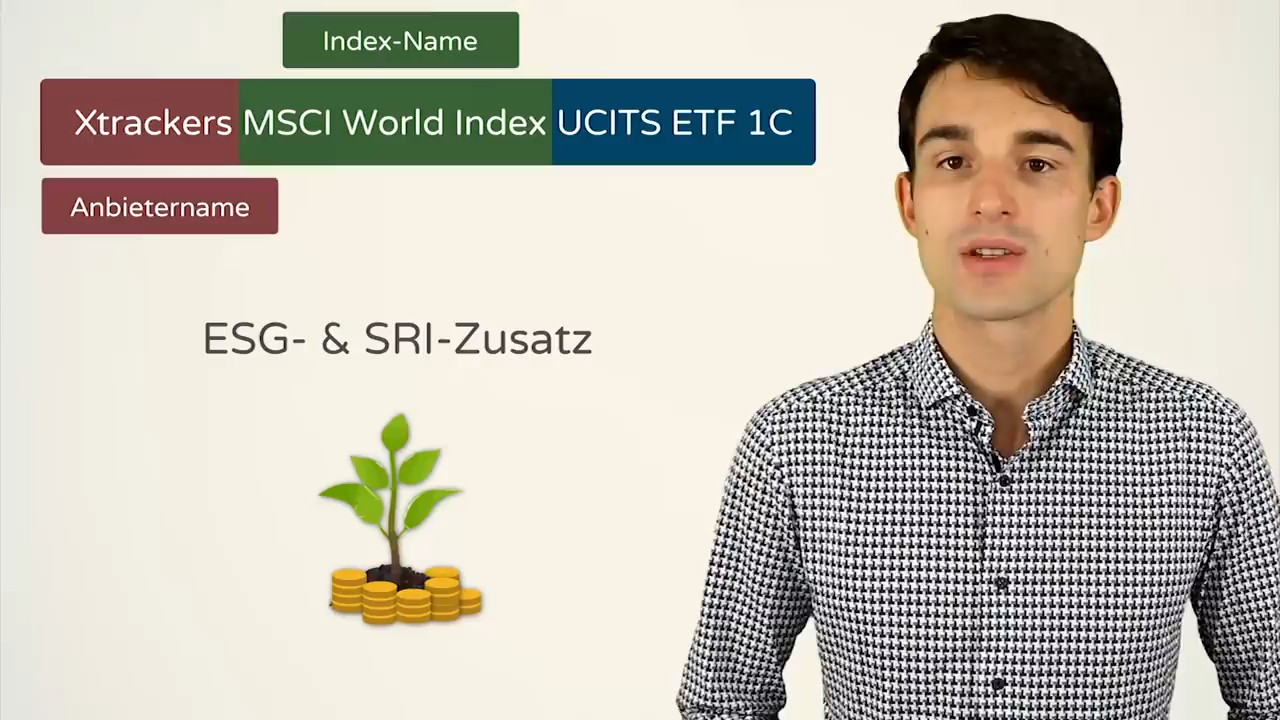 Index-Name
Xtrackers MSCI World Index UCITS ETF 1C
Anbietername
ESG- & SRI-Zusatz